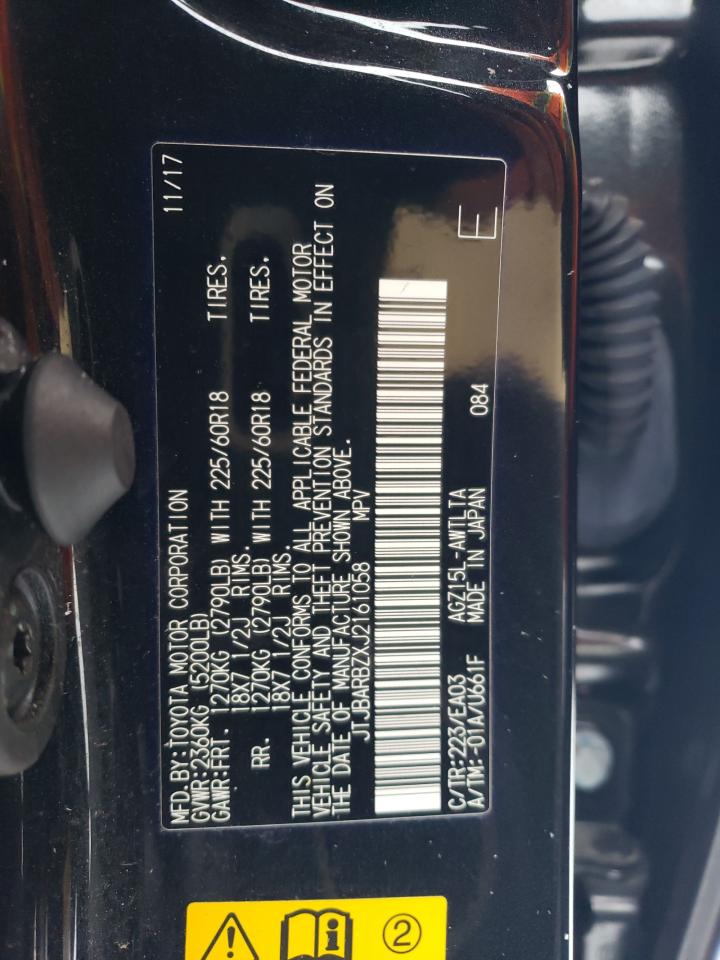 MFD.BY:TOYOTA MOTOR CORPORATION 11/17
GVWR:2360KG (5200LB)
GAWR:FRT. 1270KG (2790LB) WITH 225/60R18 TIRES.
18X7 1/2J RIMS.
RR. 1270KG (2790LB) WITH 225/60R18 TIRES.
18X7 1/2J RIMS.
THIS VEHICLE CONFORMS TO ALL APPLICABLE FEDERAL MOTOR
VEHICLE SAFETY AND THEFT PREVENTION STANDARDS IN EFFECT ON
THE DATE OF MANUFACTURE SHOWN ABOVE.
JTJBARBZXJ2161058 MPV
C/TR:223/EA03 AGZ15L-AWTLTA 084
A/TM:-01A/U661F MADE IN JAPAN
E
2